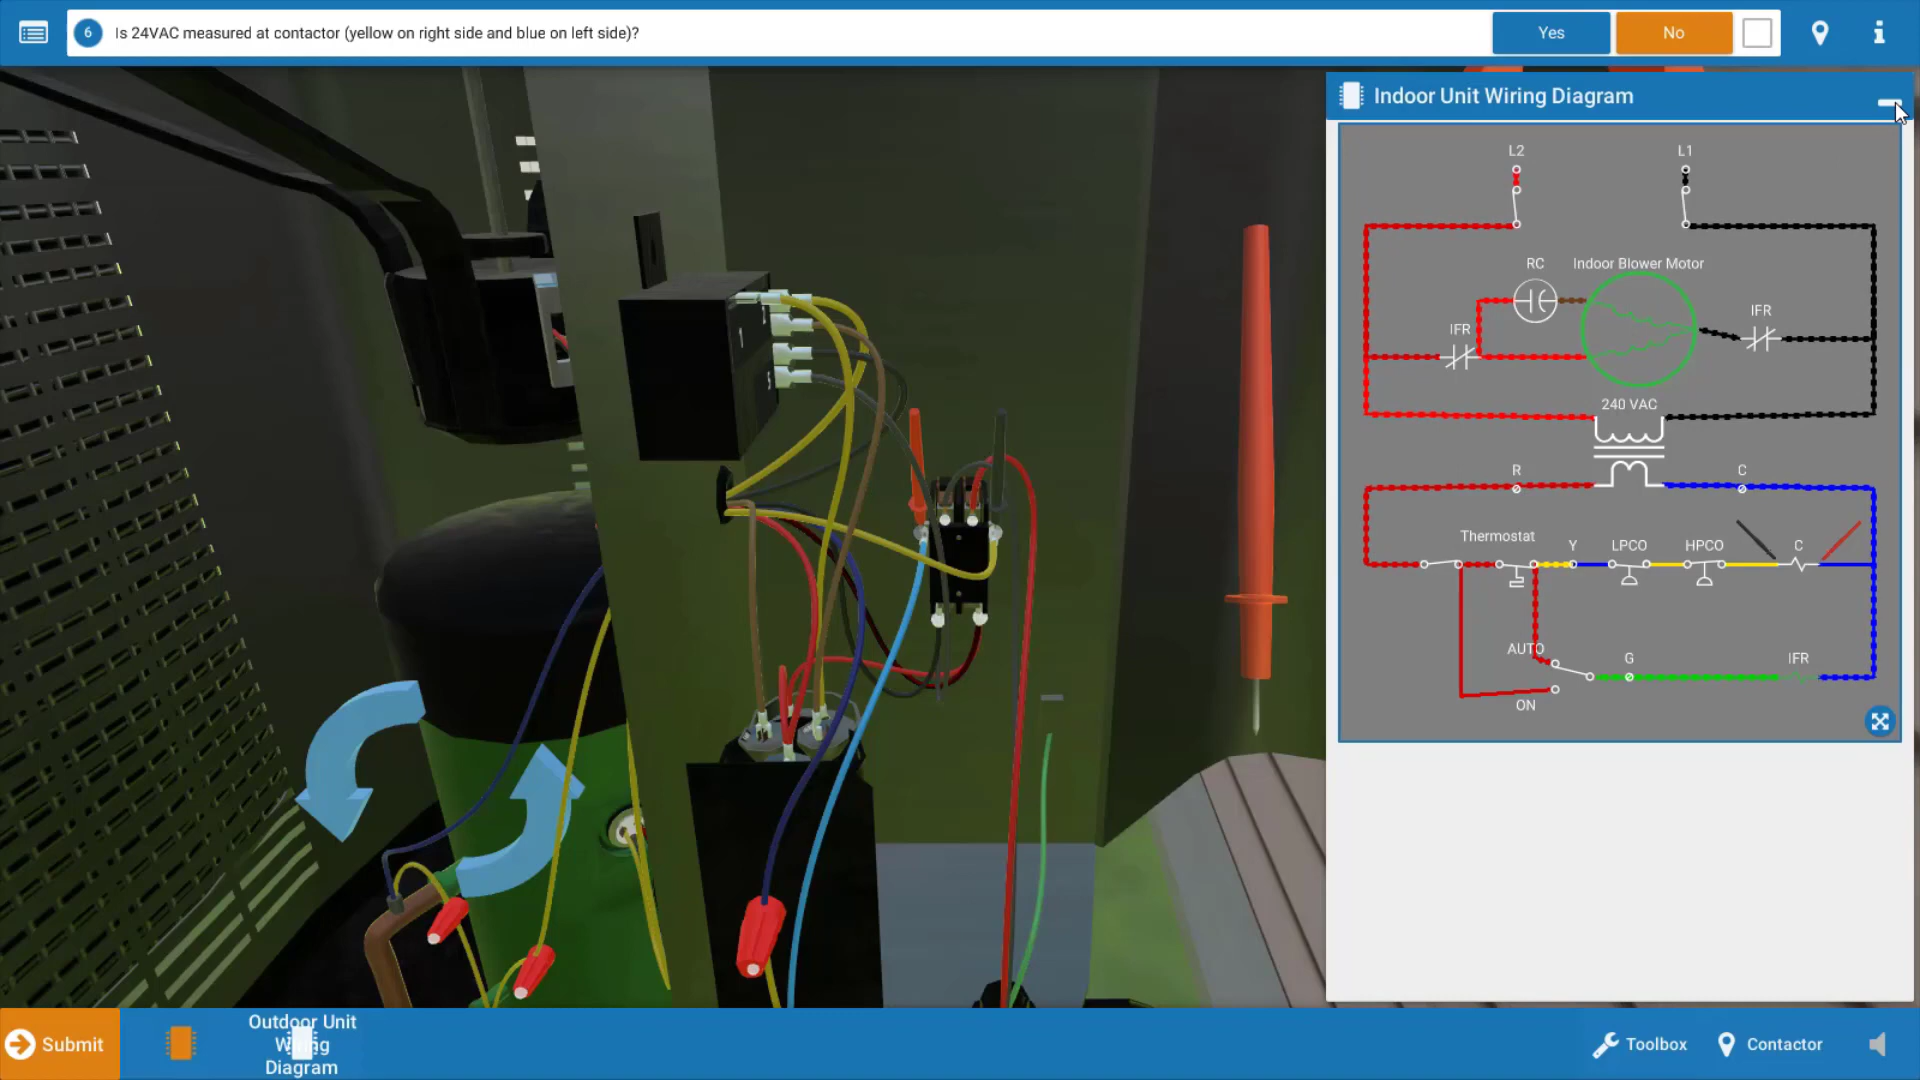 6 Is 24VAC measured at contactor (yellow on right side and blue on left side)?
Yes
No
Indoor Unit Wiring Diagram
L2
L1
RC
Indoor Blower Motor
IFR
IFR
240 VAC
R
C
Thermostat
Y
LPCO
HPCO
C
AUTO
G
IFR
ON
Submit
Outdoor Unit
Wiring
Diagram
Toolbox
Contactor